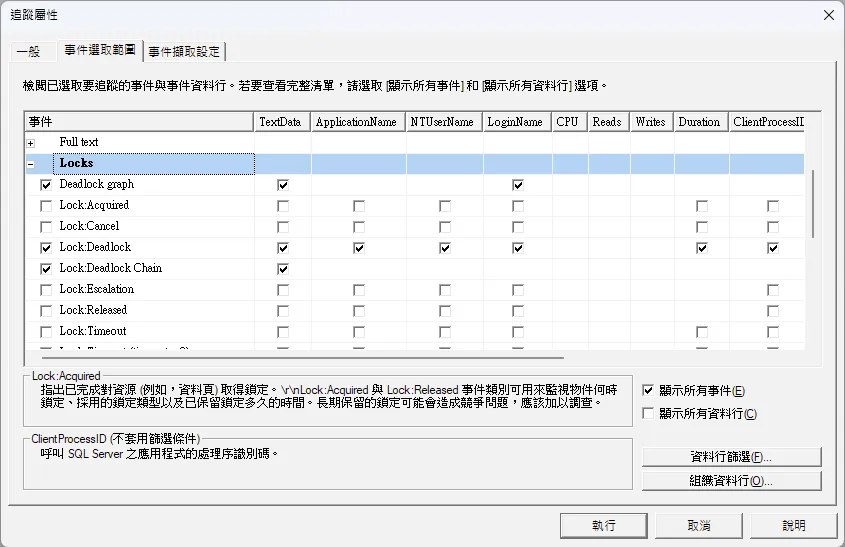 追蹤屬性
一般
事件選取範圍
事件擷取設定
檢閱已選取要追蹤的事件與事件資料行。若要查看完整清單，請選取 [顯示所有事件] 和 [顯示所有資料行] 選項。
事件 TextData ApplicationName NTUserName LoginName CPU Reads Writes Duration ClientProcessID
Full text
Locks
Deadlock graph
Lock:Acquired
Lock:Cancel
Lock:Deadlock
Lock:Deadlock Chain
Lock:Escalation
Lock:Released
Lock:Timeout
Lock:Acquired
指出已完成對資源 (例如，資料頁) 取得鎖定。\r\nLock:Acquired 與 Lock:Released 事件類別可用來監視物件何時
鎖定、採用的鎖定類型以及已保留鎖定多久的時間。長期保留的鎖定可能會造成競爭問題，應該加以調查。
顯示所有事件(E)
顯示所有資料行(C)
ClientProcessID (不套用篩選條件)
呼叫 SQL Server 之應用程式的處理序識別碼。
資料行篩選(F)...
組織資料行(O)...
執行
取消
說明